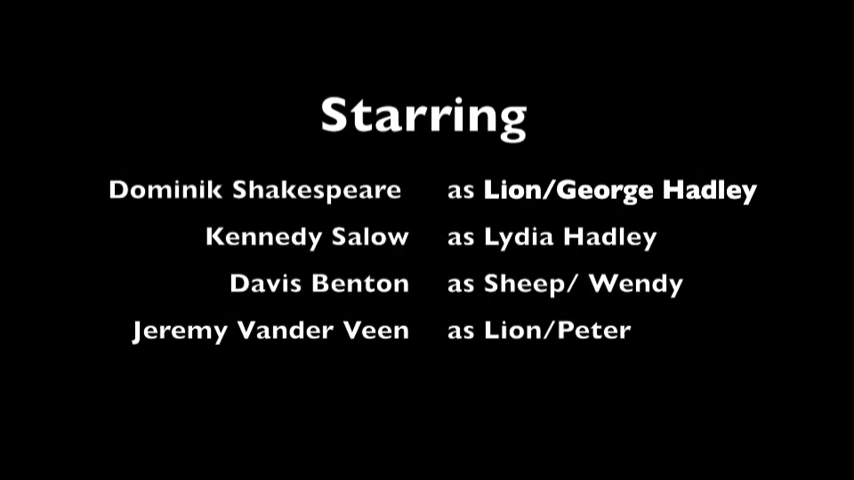 Starring
Dominik Shakespeare as Lion/George Hadley
Kennedy Salow as Lydia Hadley
Davis Benton as Sheep/ Wendy
Jeremy Vander Veen as Lion/Peter